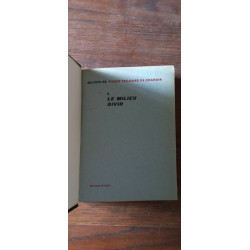 OEUVRES DE PIERRE TEILHARD DE CHARDIN
LE MILIEU
DIVIN